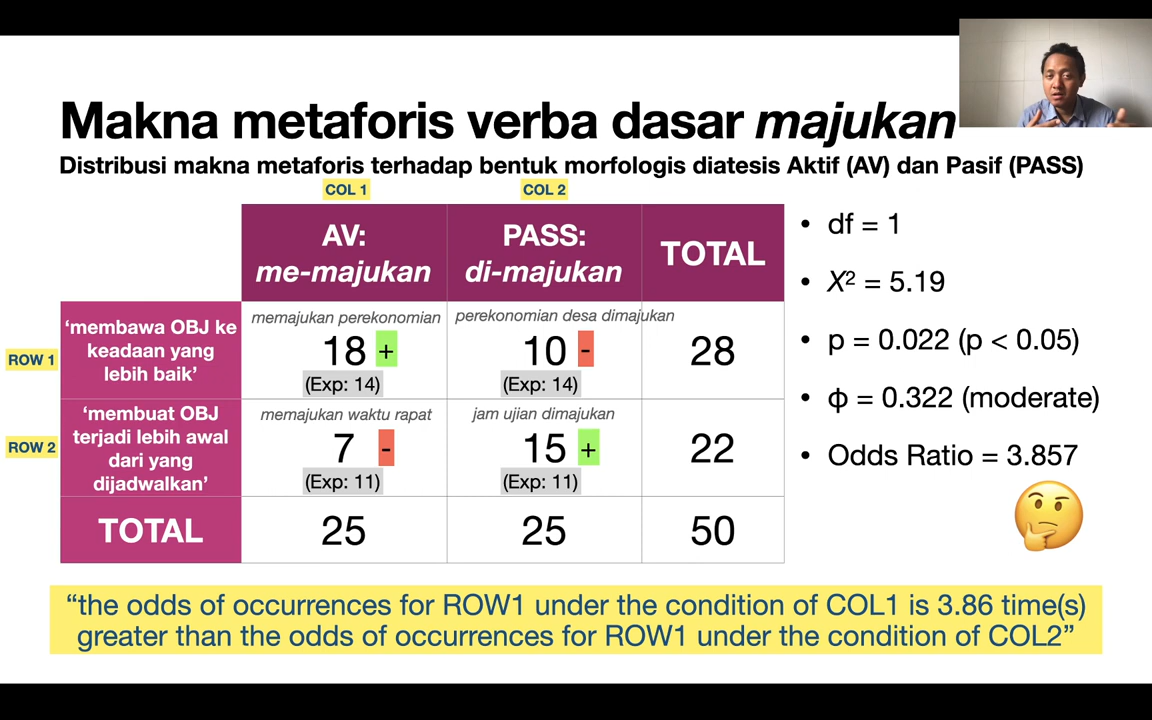 Makna metaforis verba dasar majukan
Distribusi makna metaforis terhadap bentuk morfologis diatesis Aktif (AV) dan Pasif (PASS)
COL 1
COL 2
AV:
me-majukan
PASS:
di-majukan
TOTAL
ROW 1
‘membawa OBJ ke
keadaan yang
lebih baik’
memajukan perekonomian
18 +
(Exp: 14)
perekonomian desa dimajukan
10 -
(Exp: 14)
28
ROW 2
‘membuat OBJ
terjadi lebih awal
dari yang
dijadwalkan’
memajukan waktu rapat
7 -
(Exp: 11)
jam ujian dimajukan
15 +
(Exp: 11)
22
TOTAL
25
25
50
• df = 1
• X² = 5.19
• p = 0.022 (p < 0.05)
• ϕ = 0.322 (moderate)
• Odds Ratio = 3.857
“the odds of occurrences for ROW1 under the condition of COL1 is 3.86 time(s)
greater than the odds of occurrences for ROW1 under the condition of COL2”